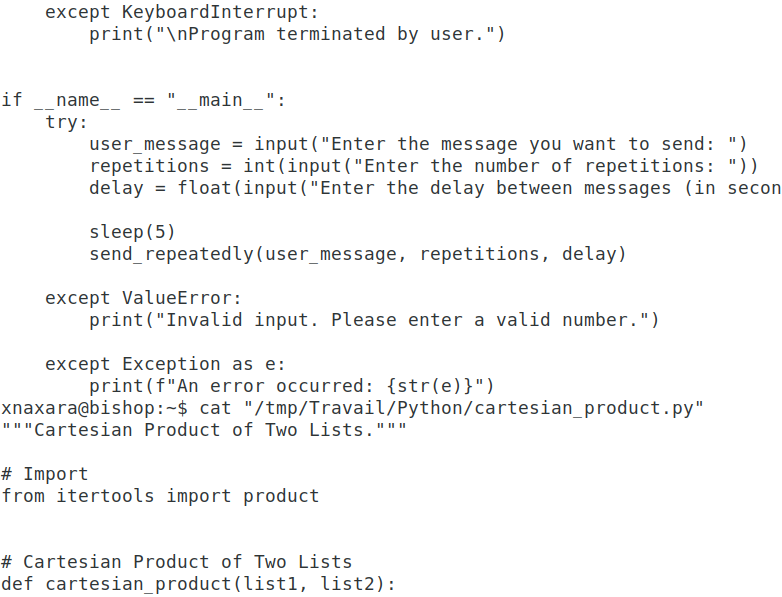 except KeyboardInterrupt:
        print("\nProgram terminated by user.")


if __name__ == "__main__":
    try:
        user_message = input("Enter the message you want to send: ")
        repetitions = int(input("Enter the number of repetitions: "))
        delay = float(input("Enter the delay between messages (in secon

        sleep(5)
        send_repeatedly(user_message, repetitions, delay)

    except ValueError:
        print("Invalid input. Please enter a valid number.")

    except Exception as e:
        print(f"An error occurred: {str(e)}")
xnaxara@bishop:~$ cat "/tmp/Travail/Python/cartesian_product.py"
"""Cartesian Product of Two Lists."""

# Import
from itertools import product


# Cartesian Product of Two Lists
def cartesian_product(list1, list2):